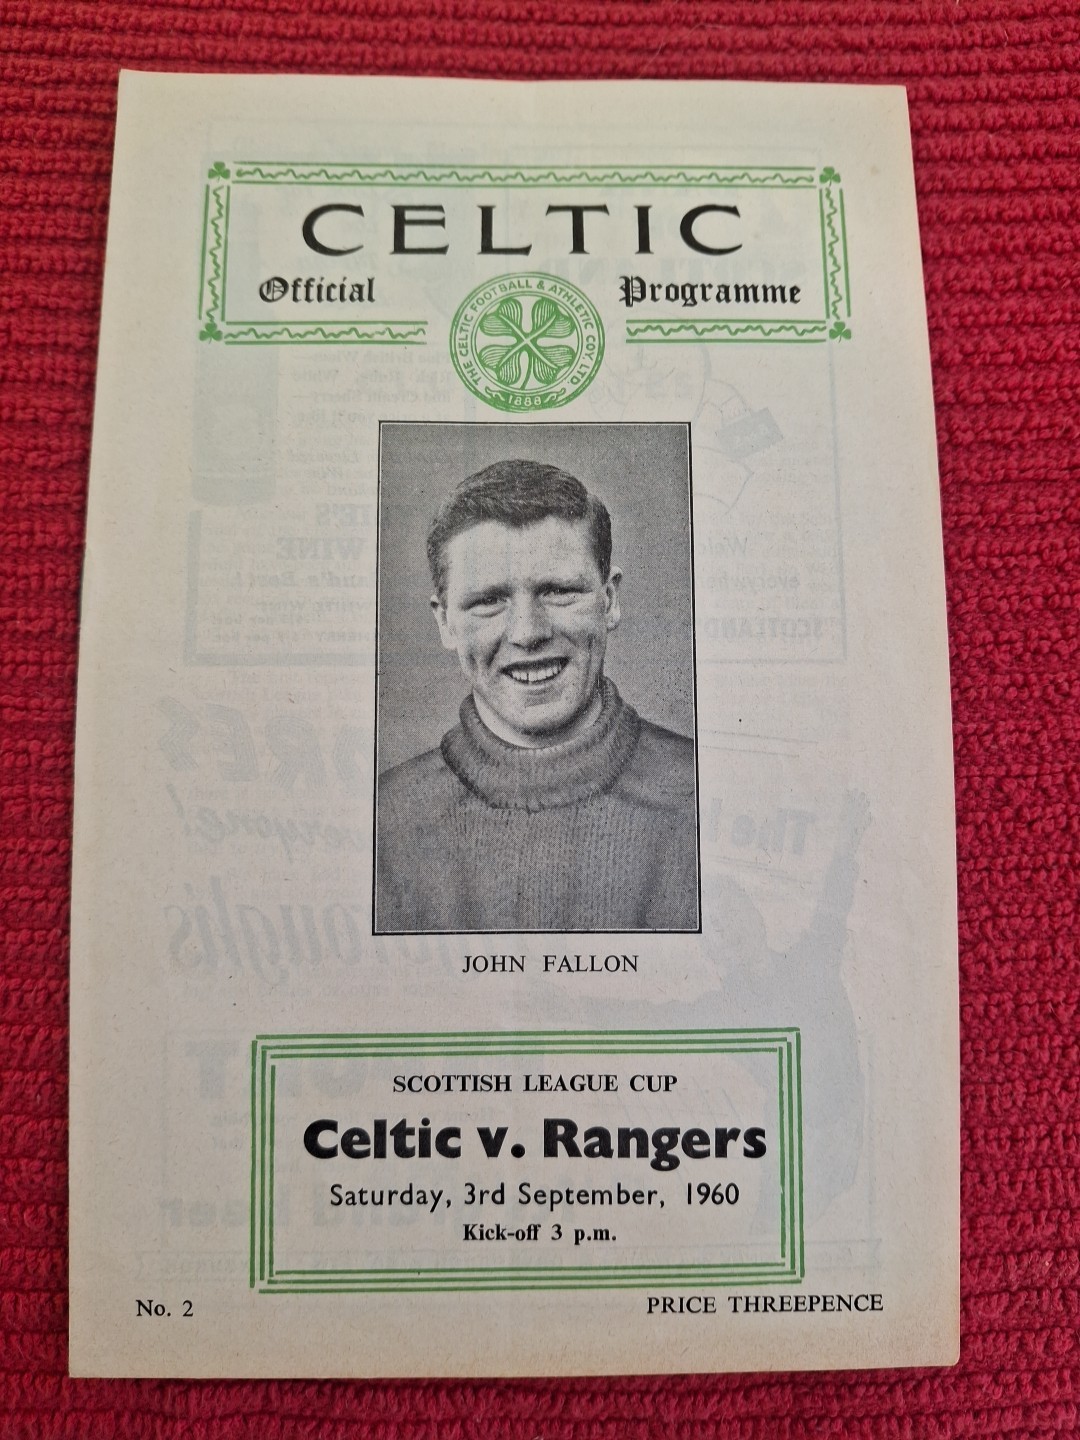 CELTIC
Official Programme
THE CELTIC FOOTBALL & ATHLETIC COY. LTD.
1888
JOHN FALLON
SCOTTISH LEAGUE CUP
Celtic v. Rangers
Saturday, 3rd September, 1960
Kick-off 3 p.m.
No. 2
PRICE THREEPENCE